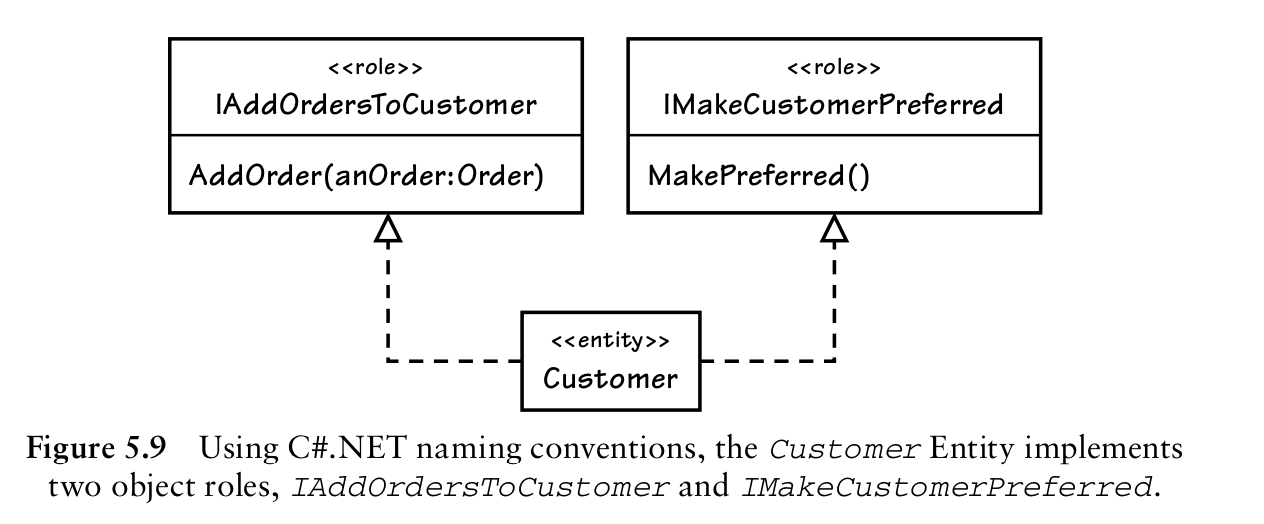 <<role>>
IAddOrdersToCustomer
AddOrder(anOrder:Order)
<<role>>
IMakeCustomerPreferred
MakePreferred()
<<entity>>
Customer
Figure 5.9 Using C#.NET naming conventions, the Customer Entity implements
two object roles, IAddOrdersToCustomer and IMakeCustomerPreferred.